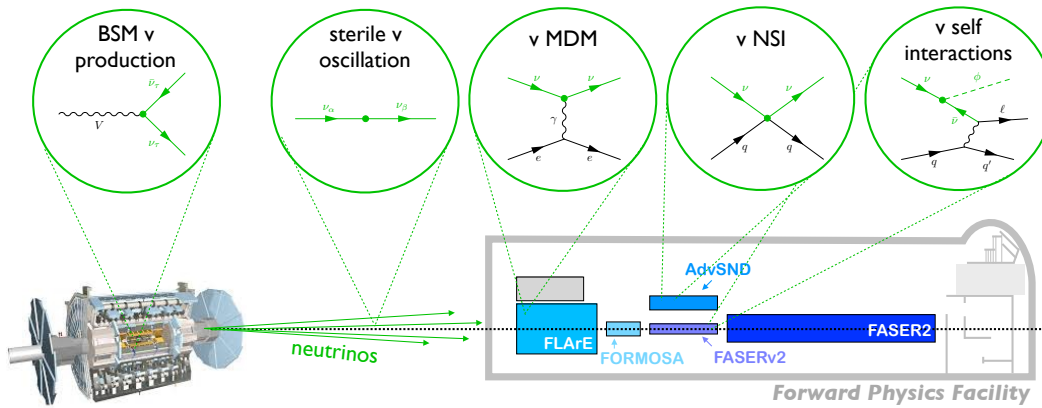 BSM ν
production
ν̄τ
V
ντ
sterile ν
oscillation
να
νβ
ν MDM
ν
ν
γ
e
e
ν NSI
ν
ν
q
q
ν self
interactions
ν
ϕ
ν̄
ℓ
q
q′
neutrinos
FLArE
FORMOSA
AdvSND
FASERν2
FASER2
Forward Physics Facility